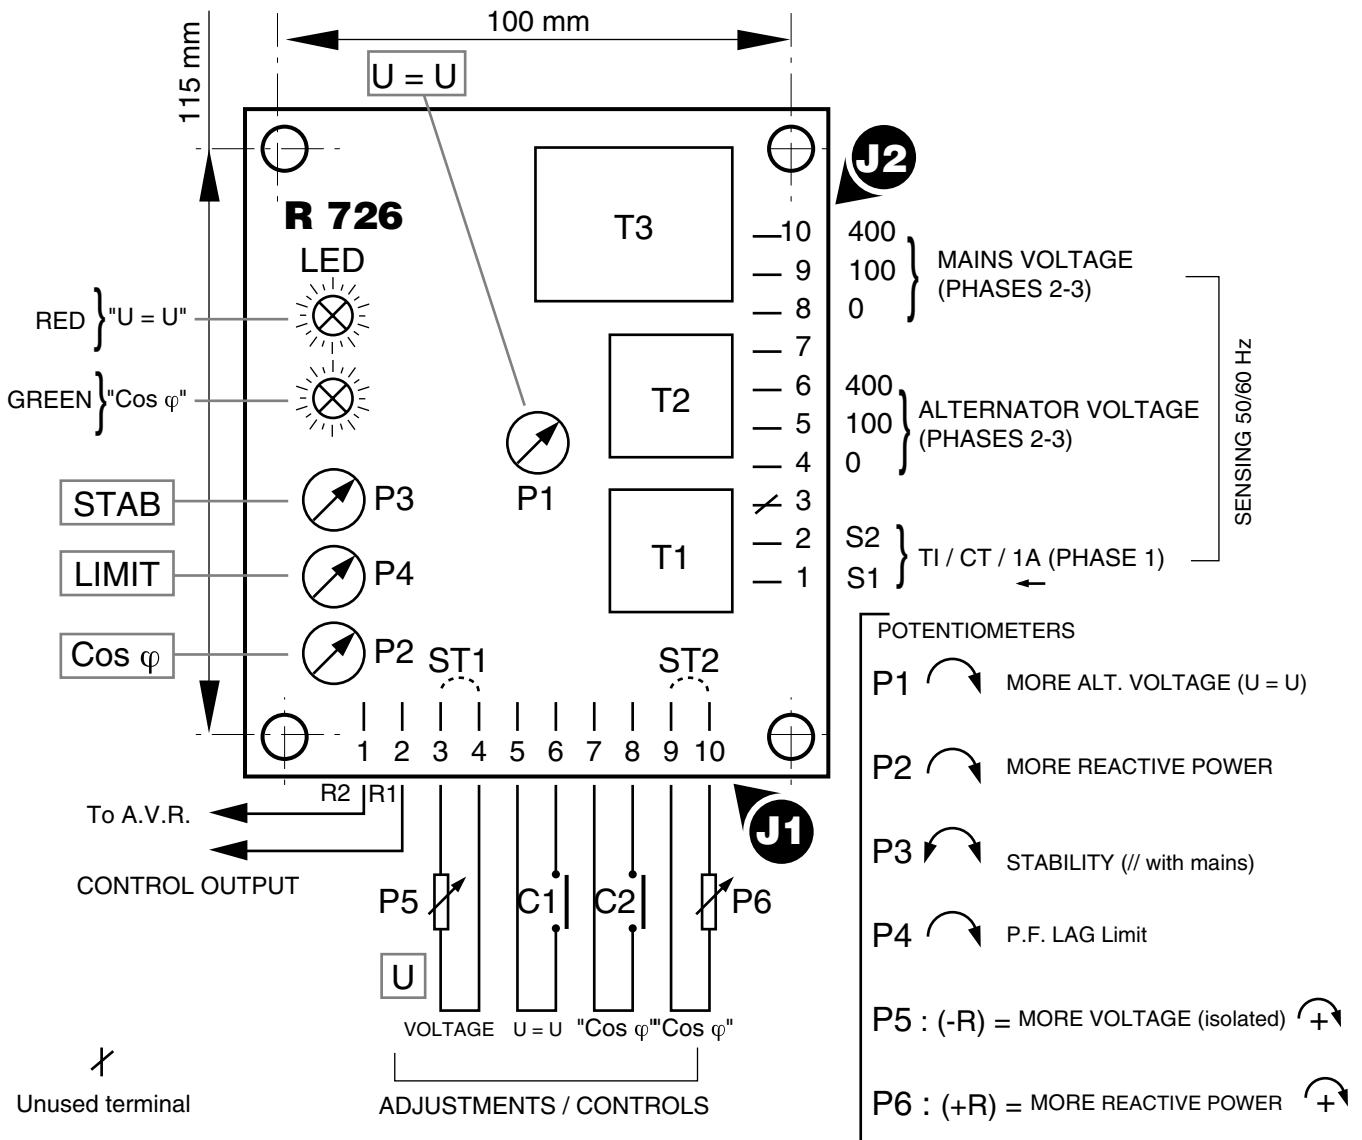 100 mm
115 mm
U = U
J2
R 726
LED
T3
10 400
9 100
8 0
MAINS VOLTAGE
(PHASES 2-3)
RED } "U = U"
7
GREEN } "Cos φ"
T2
6 400
5 100
4 0
ALTERNATOR VOLTAGE
(PHASES 2-3)
SENSING 50/60 Hz
P1
STAB P3
3
LIMIT P4
T1
2 S2
1 S1
TI / CT / 1A (PHASE 1)
Cos φ P2
ST1 ST2
1 2 3 4 5 6 7 8 9 10
R2 R1
To A.V.R.
J1
CONTROL OUTPUT
P5 C1 C2 P6
U
VOLTAGE U = U "Cos φ" "Cos φ"
ADJUSTMENTS / CONTROLS
Unused terminal
POTENTIOMETERS
P1 MORE ALT. VOLTAGE (U = U)
P2 MORE REACTIVE POWER
P3 STABILITY (// with mains)
P4 P.F. LAG Limit
P5 : (-R) = MORE VOLTAGE (isolated) +
P6 : (+R) = MORE REACTIVE POWER +